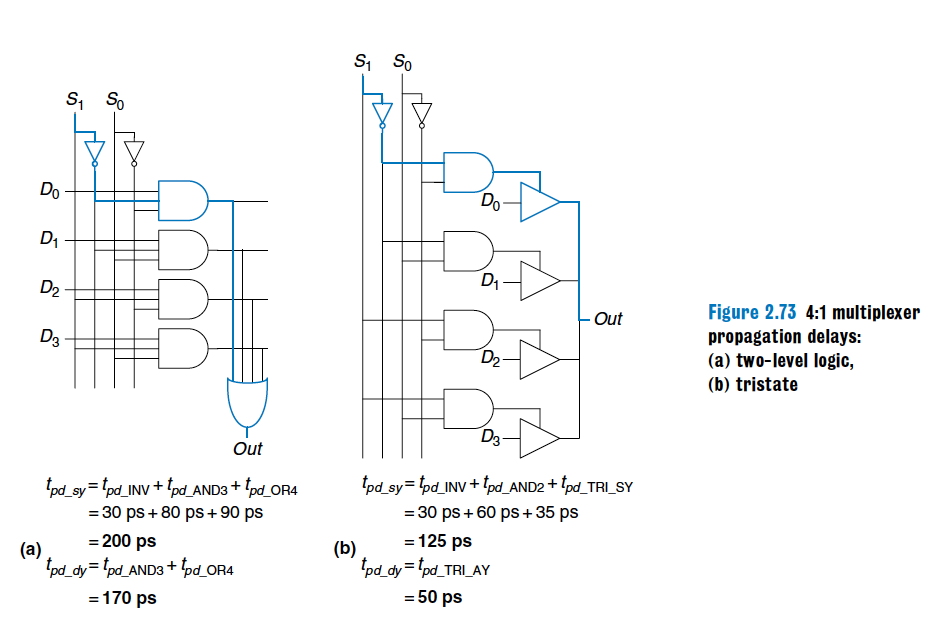 S1 S0
D0
D1
D2
D3
Out
tpd_sy = tpd_INV + tpd_AND3 + tpd_OR4
= 30 ps + 80 ps + 90 ps
= 200 ps
(a)
tpd_dy = tpd_AND3 + tpd_OR4
= 170 ps
S1 S0
D0
D1
Out
D2
D3
tpd_sy = tpd_INV + tpd_AND2 + tpd_TRI_SY
= 30 ps + 60 ps + 35 ps
= 125 ps
(b)
tpd_dy = tpd_TRI_AY
= 50 ps
Figure 2.73 4:1 multiplexer
propagation delays:
(a) two-level logic,
(b) tristate